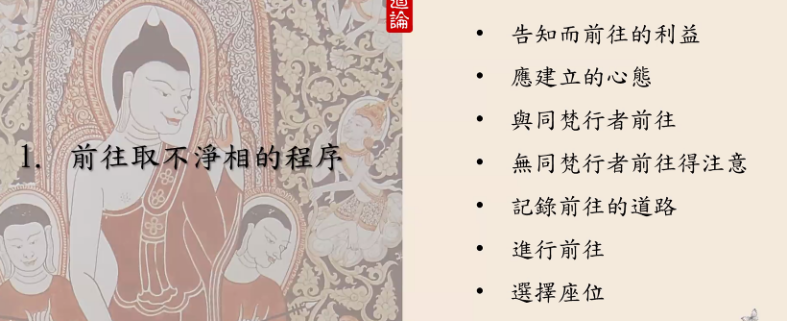 道論
1. 前往取不淨相的程序
• 告知而前往的利益
• 應建立的心態
• 與同梵行者前往
• 無同梵行者前往得注意
• 記錄前往的道路
• 進行前往
• 選擇座位